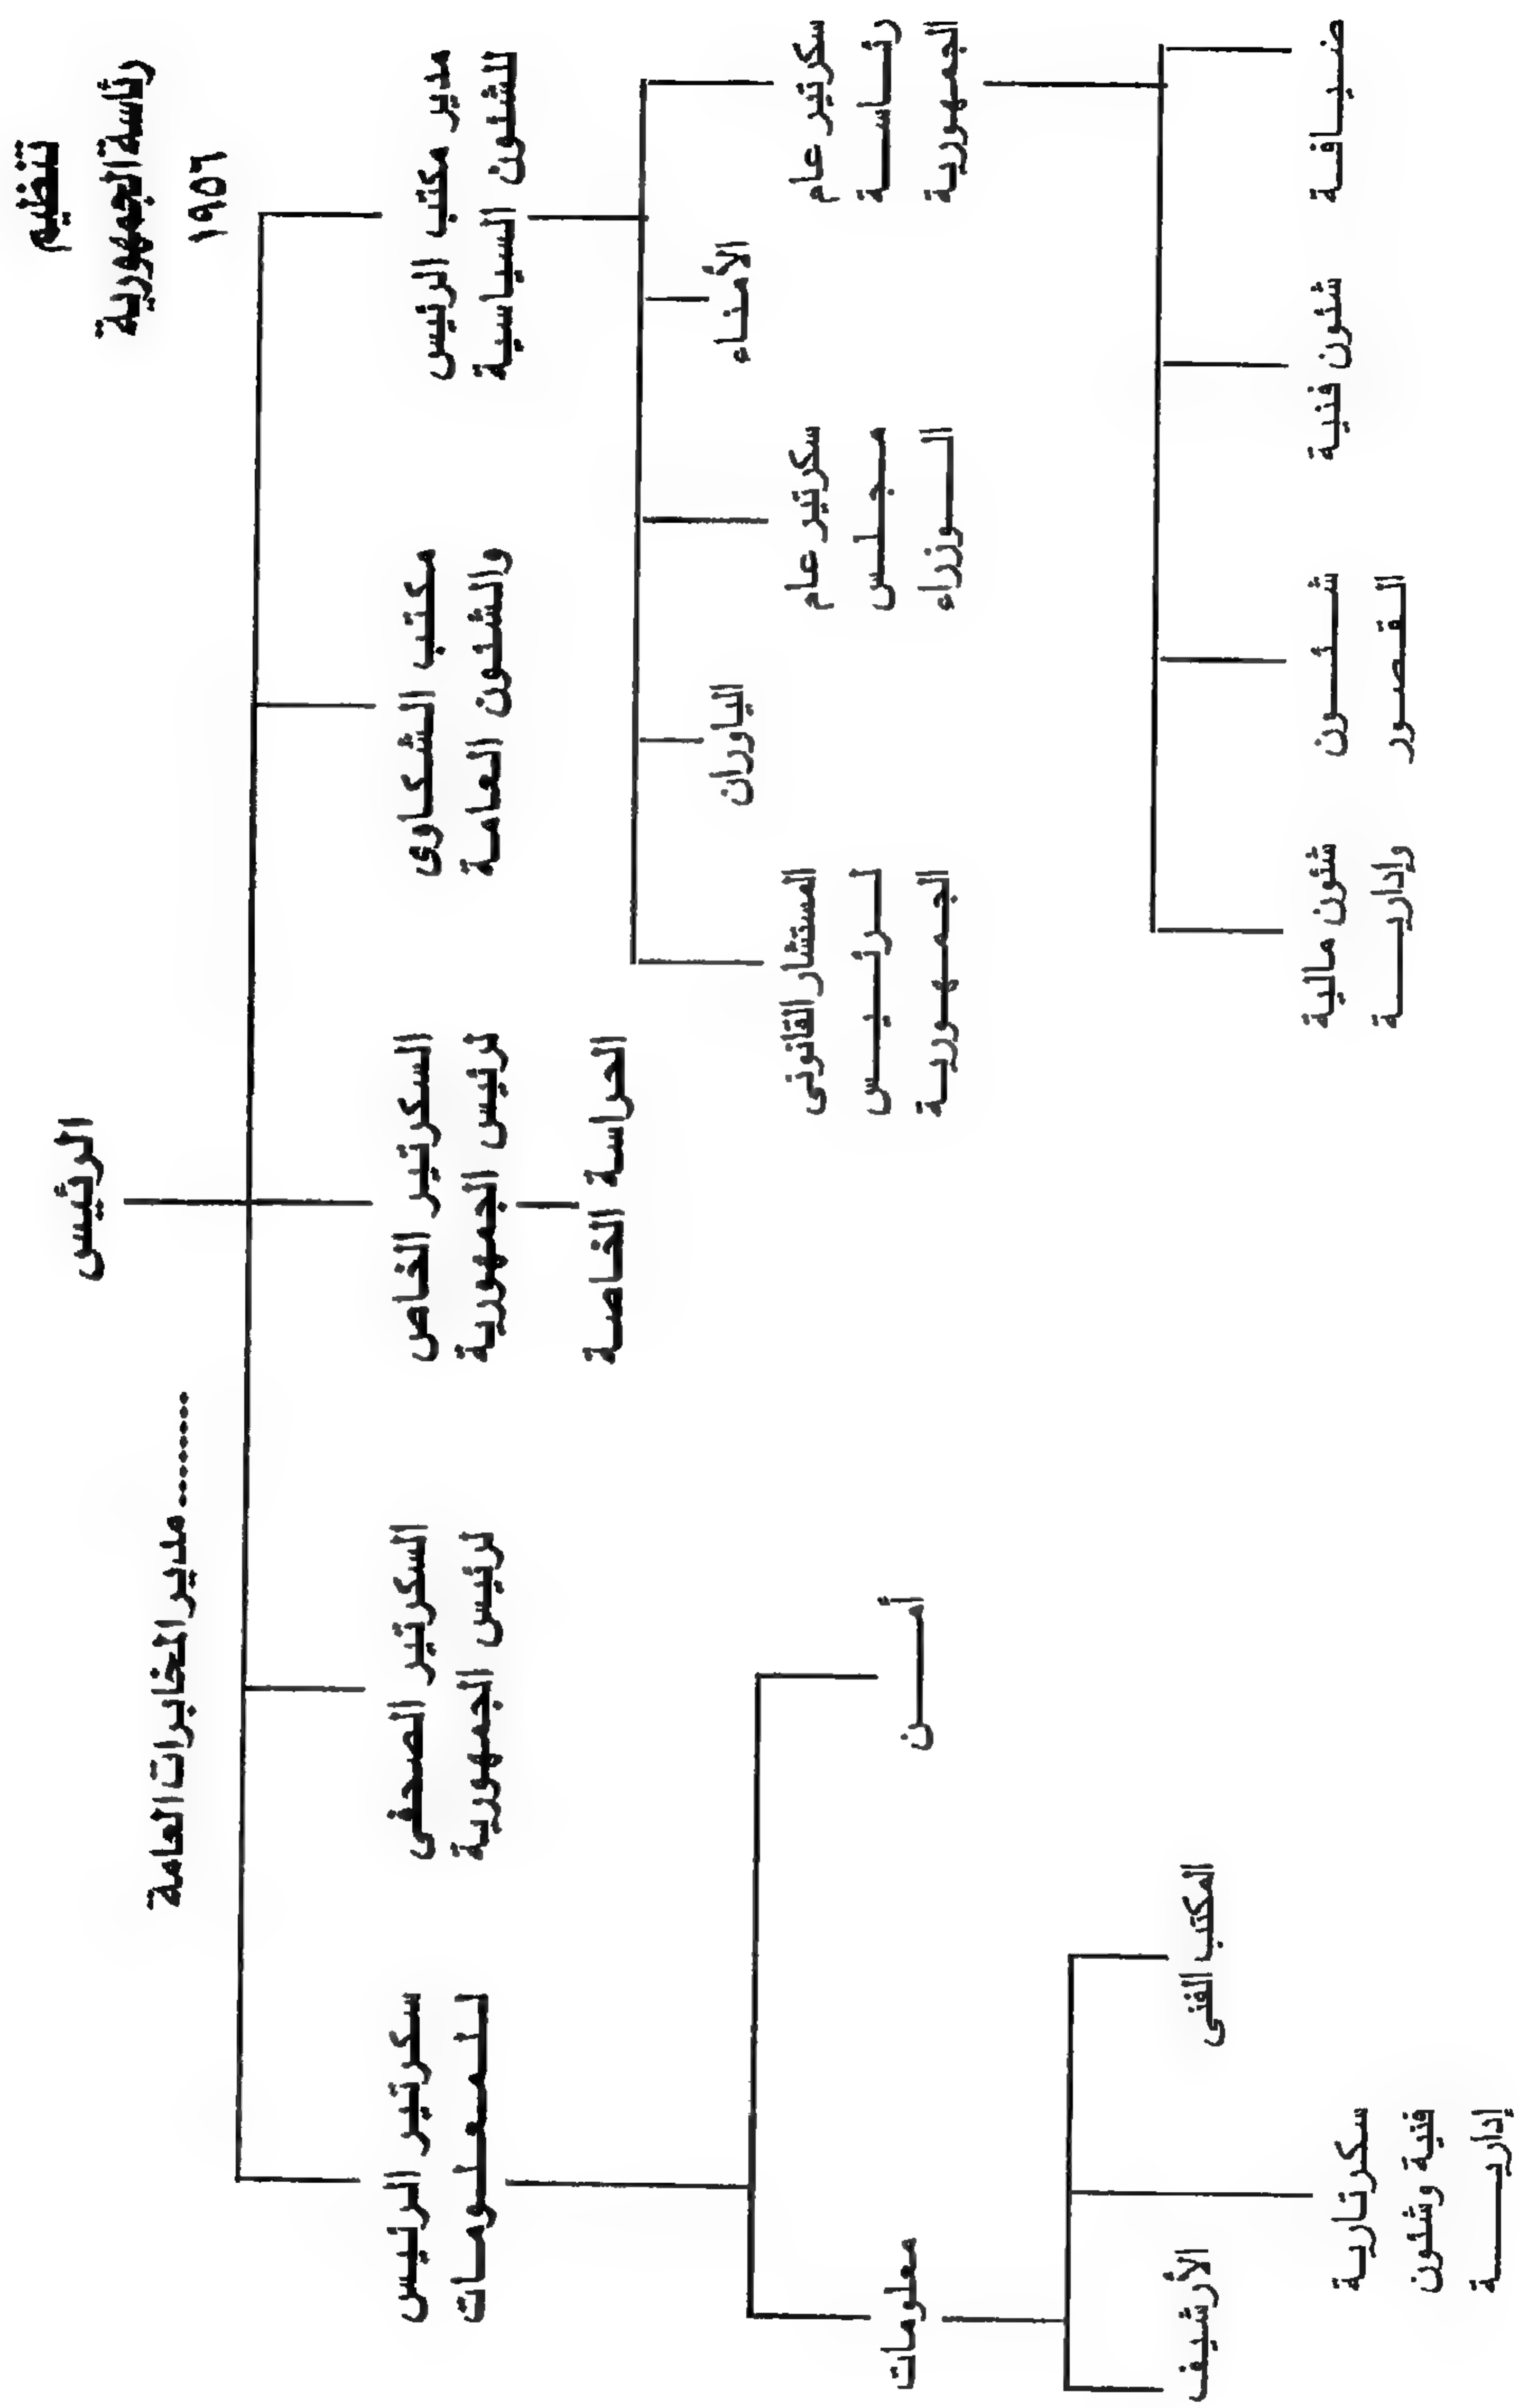 تنظيم
رئاسة الجمهورية
١٩٥٦
الرئيس
مدير المخابرات العامة
مدير مكتب الرئيس
للشئون السياسية
مكتب الشكاوى
والشئون العامة
السكرتير الخاص
لرئيس الجمهورية
الحراسة الخاصة
السكرتير الصحفى
لرئيس الجمهورية
سكرتير الرئيس
للمعلومات
سكرتير عام
رئاسة
الجمهورية
الأمناء
سكرتير عام
مجلس
الوزراء
الياوران
المستشار القانونى
لرئيس
الجمهورية
ضيافة
شئون فنية
شئون
القصور
شئون مالية
وإدارية
أمن
معلومات
المكتب الفنى
سكرتارية
فنية وشئون
إدارية
الأرشيف